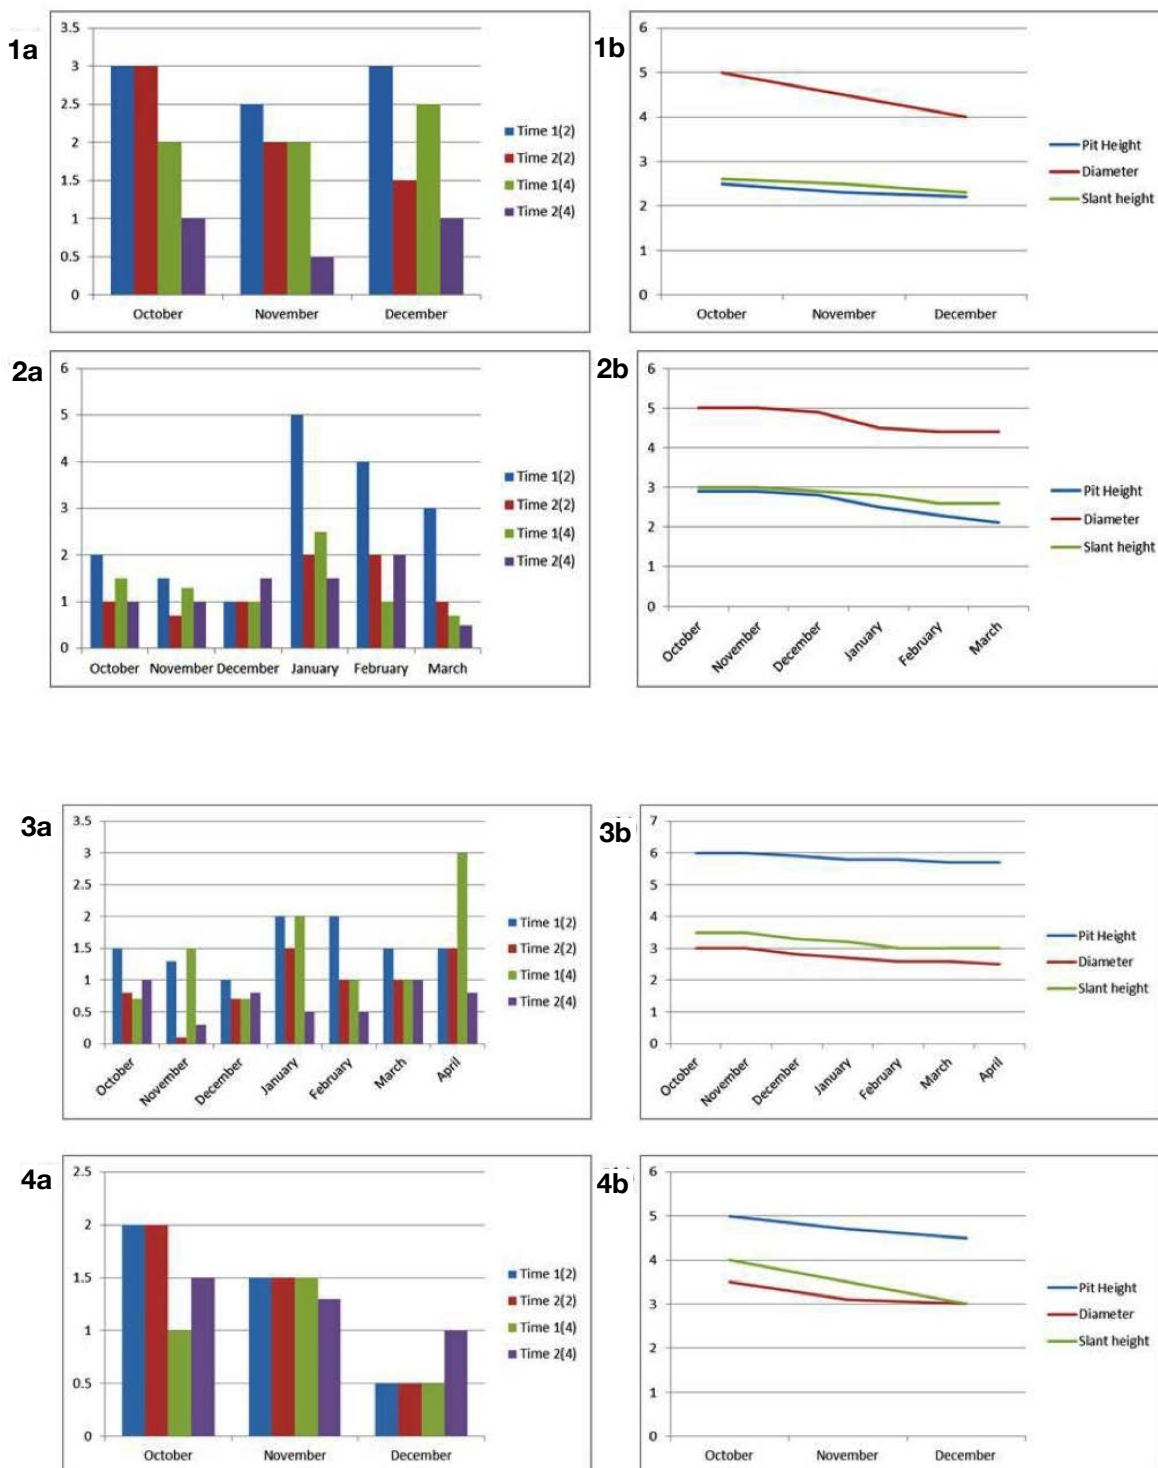 1a
3.5
3
2.5
2
1.5
1
0.5
0
October November December
Time 1(2)
Time 2(2)
Time 1(4)
Time 2(4)
1b
6
5
4
3
2
1
0
October November December
Pit Height
Diameter
Slant height
2a
6
5
4
3
2
1
0
October November December January February March
Time 1(2)
Time 2(2)
Time 1(4)
Time 2(4)
2b
6
5
4
3
2
1
0
October November December January February March
Pit Height
Diameter
Slant height
3a
3.5
3
2.5
2
1.5
1
0.5
0
October November December January February March April
Time 1(2)
Time 2(2)
Time 1(4)
Time 2(4)
3b
7
6
5
4
3
2
1
0
October November December January February March April
Pit Height
Diameter
Slant height
4a
2.5
2
1.5
1
0.5
0
October November December
Time 1(2)
Time 2(2)
Time 1(4)
Time 2(4)
4b
6
5
4
3
2
1
0
October November December
Pit Height
Diameter
Slant height